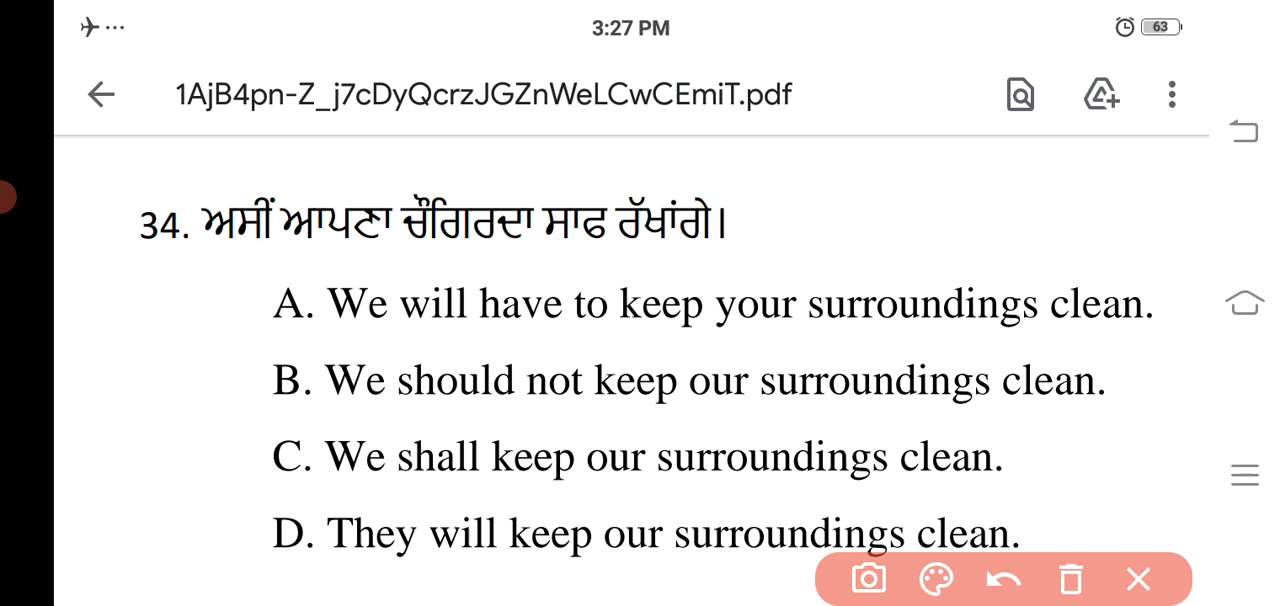 3:27 PM
63
1AjB4pn-Z_j7cDyQcrzJGZnWeLCwCEmiT.pdf
34. ਅਸੀਂ ਆਪਣਾ ਚੌਗਿਰਦਾ ਸਾਫ ਰੱਖਾਂਗੇ।
A. We will have to keep your surroundings clean.
B. We should not keep our surroundings clean.
C. We shall keep our surroundings clean.
D. They will keep our surroundings clean.